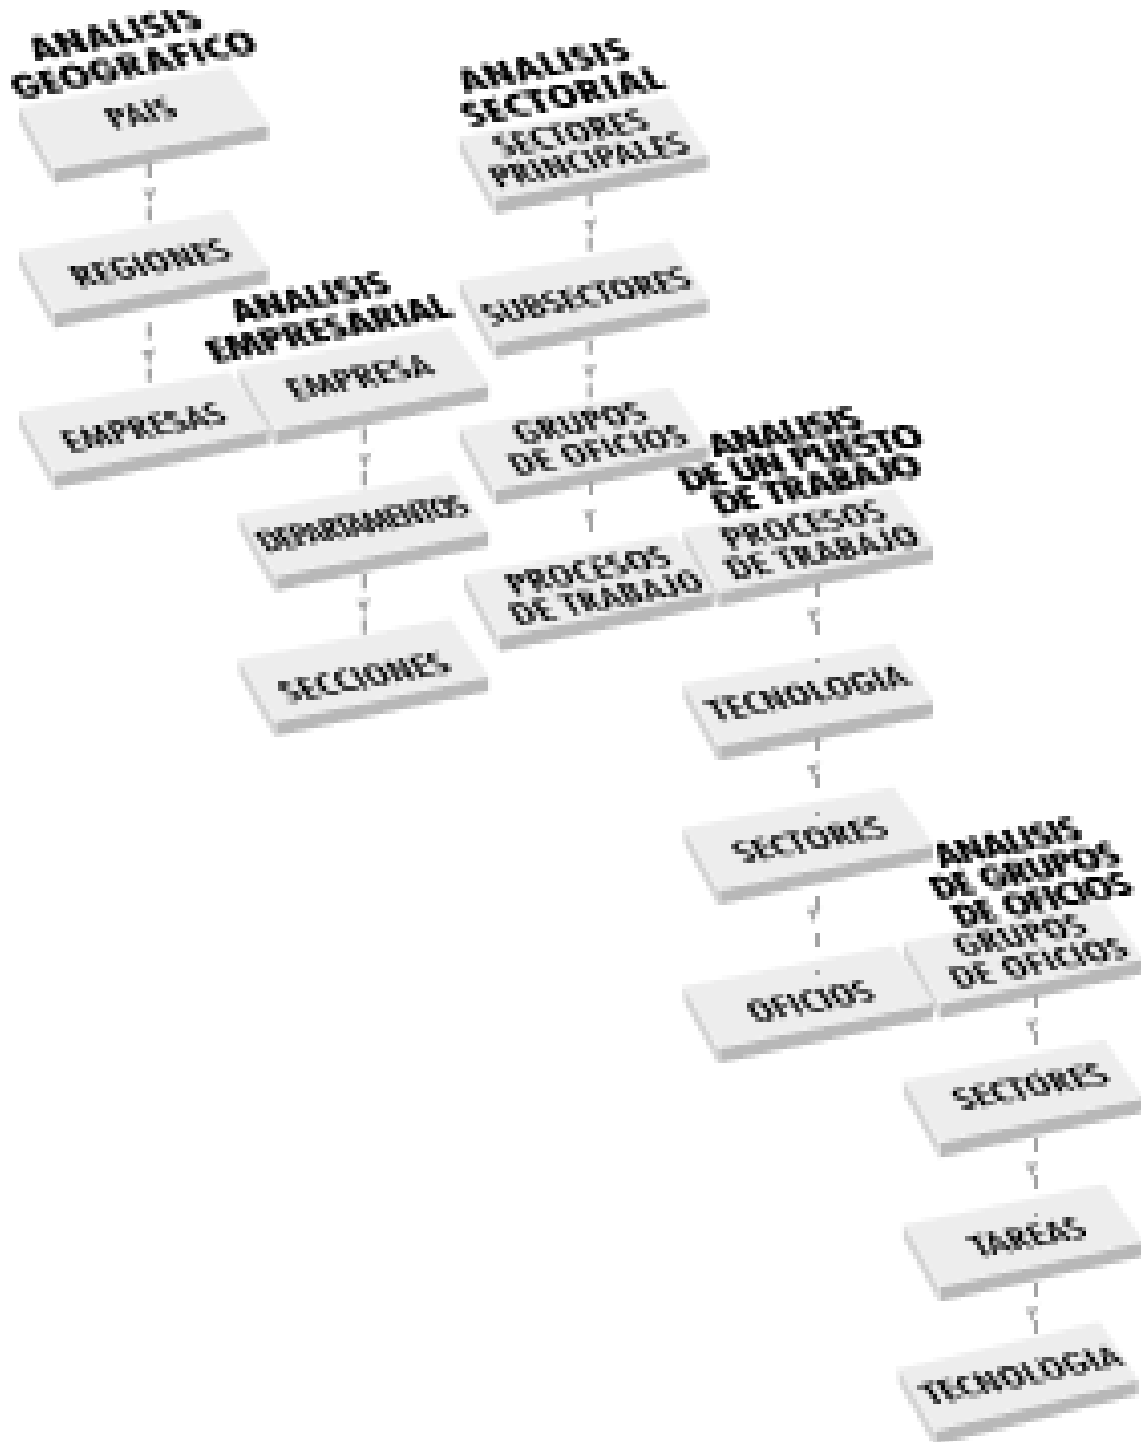 ANALISIS
GEOGRAFICO
PAIS
REGIONES
EMPRESAS
ANALISIS
EMPRESARIAL
EMPRESA
DEPARTAMENTOS
SECCIONES
ANALISIS
SECTORIAL
SECTORES
PRINCIPALES
SUBSECTORES
GRUPOS
DE OFICIOS
PROCESOS
DE TRABAJO
ANALISIS
DE UN PUESTO
DE TRABAJO
PROCESOS
DE TRABAJO
TECNOLOGIA
SECTORES
OFICIOS
ANALISIS
DE GRUPOS
DE OFICIOS
GRUPOS
DE OFICIOS
SECTORES
TAREAS
TECNOLOGIA